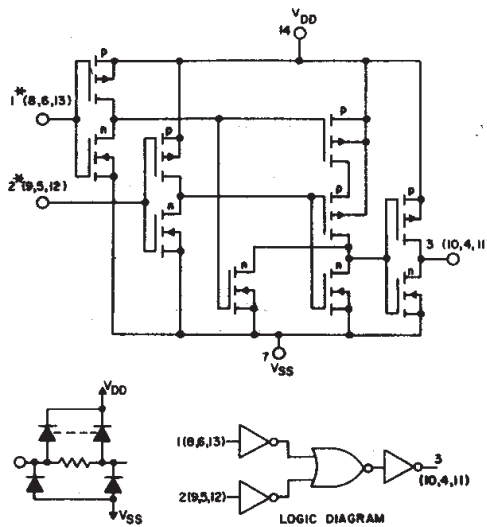 VDD
14
p
1*(8,6,13)
p
p
n
2*(9,5,12)
p
p
n
3 (10,4,11
n
n
n
7
VSS
VDD
VSS
1(8,6,13)
2(9,5,12)
3
(10,4,11)
LOGIC DIAGRAM